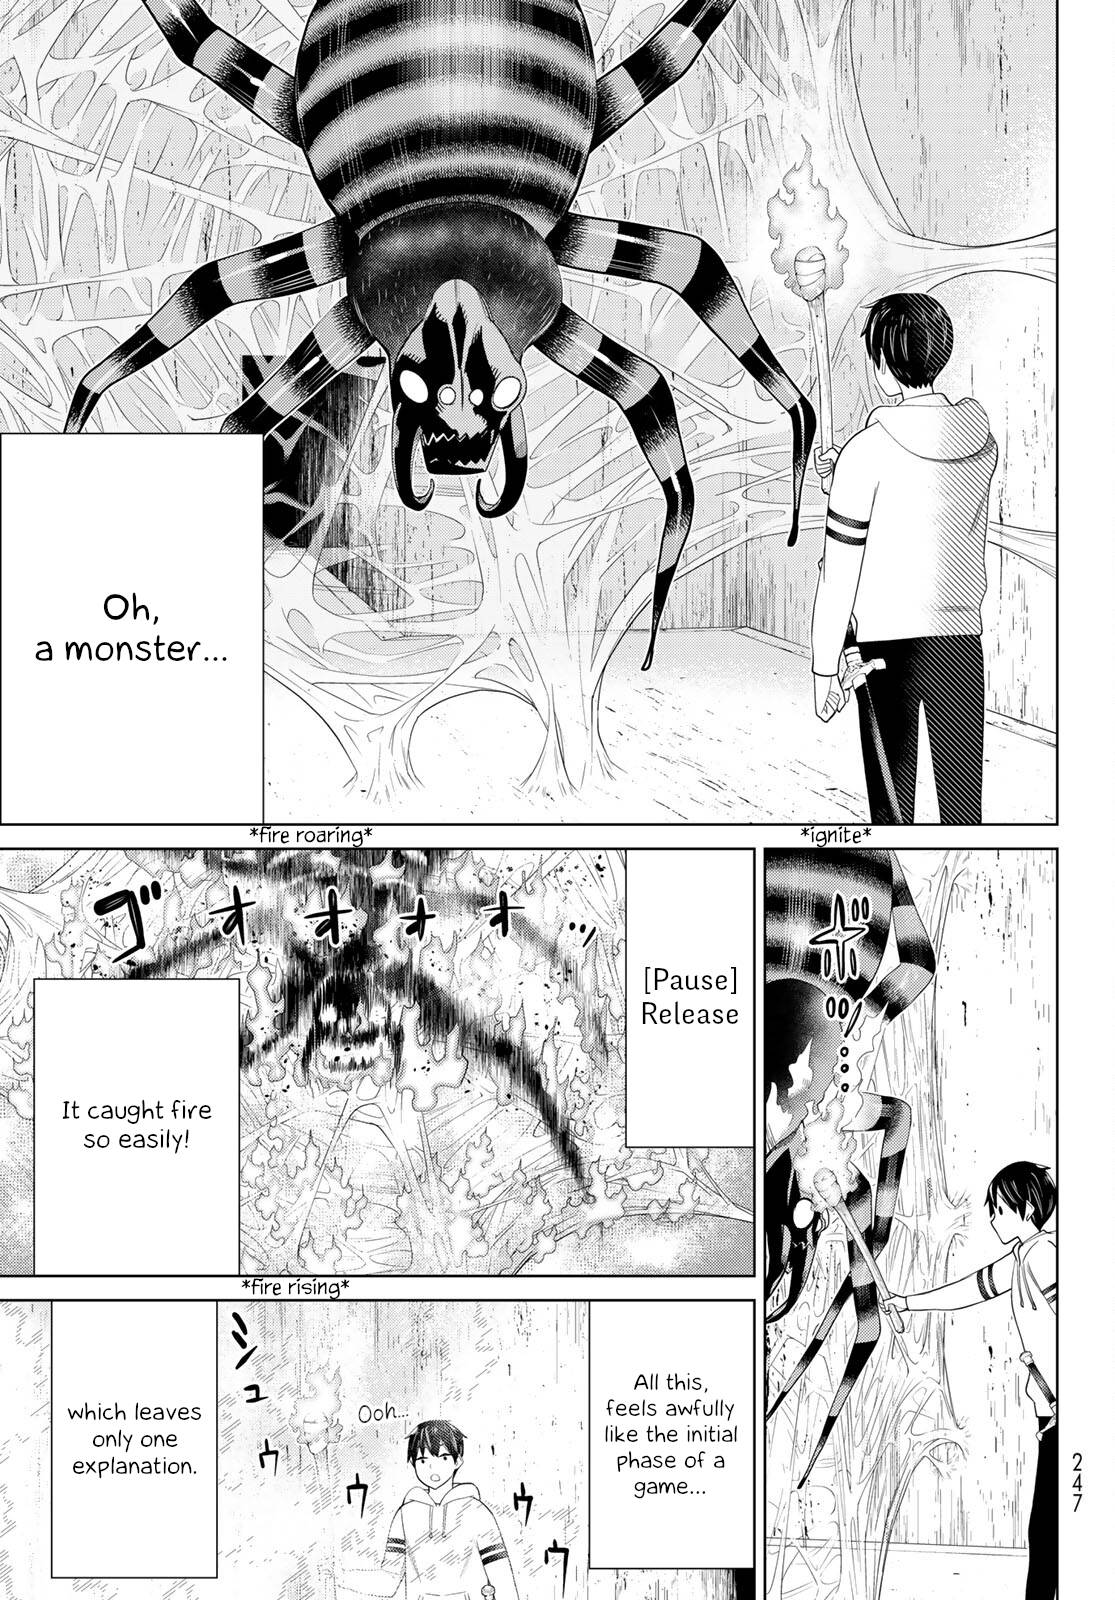 Oh,
a monster...
*ignite*
ボッ
*fire roaring*
[Pause]
Release
ゴオオオオオッ
It caught fire
so easily!
*fire rising*
All this,
feels awfully
like the initial
phase of a
game...
Ooh...
シュウウウウ
which leaves
only one
explanation.
247